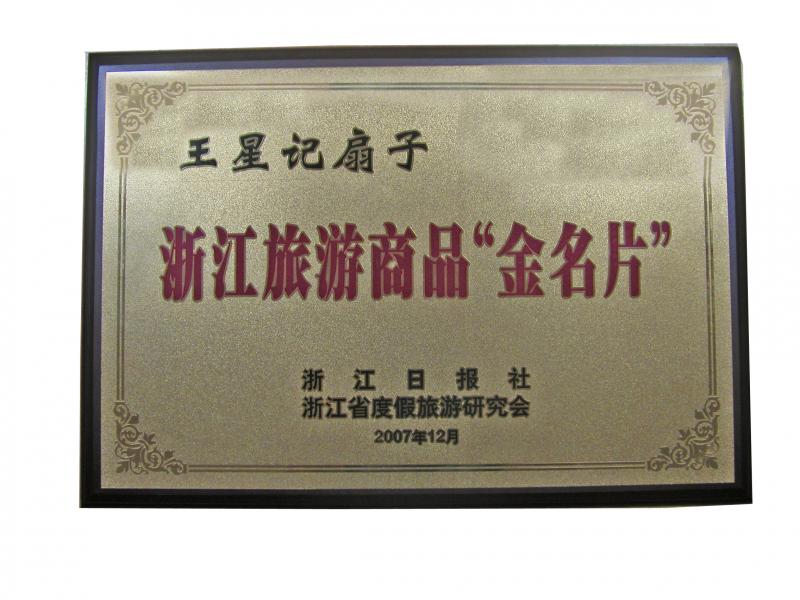 王星记扇子
浙江旅游商品“金名片”
浙江日报社
浙江省度假旅游研究会
2007年12月